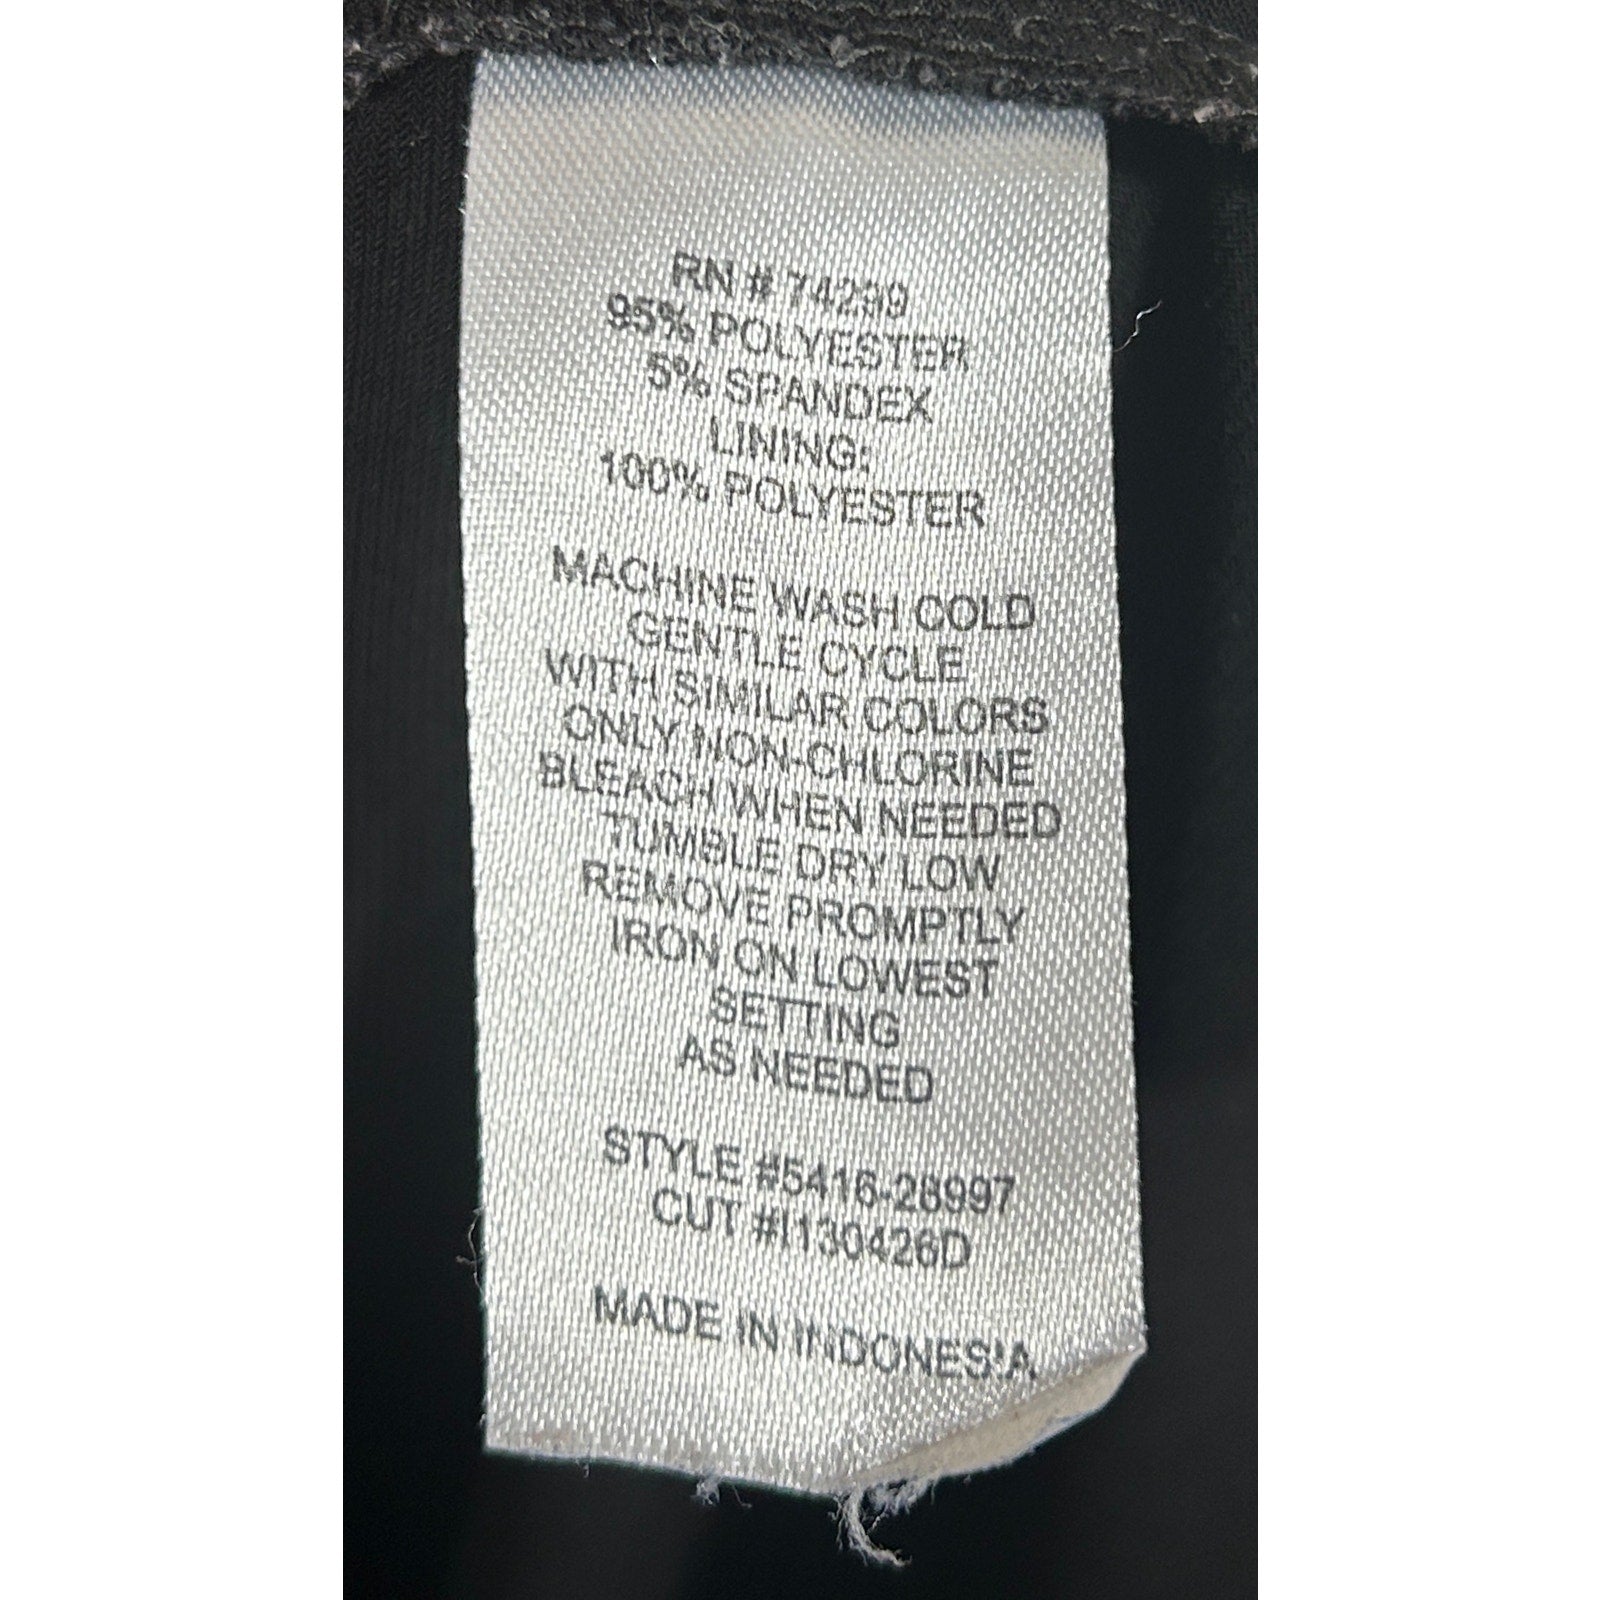 RN # 74299
95% POLYESTER
5% SPANDEX
LINING:
100% POLYESTER
MACHINE WASH COLD
GENTLE CYCLE
WITH SIMILAR COLORS
ONLY NON-CHLORINE
BLEACH WHEN NEEDED
TUMBLE DRY LOW
REMOVE PROMPTLY
IRON ON LOWEST
SETTING
AS NEEDED
STYLE #5416-28997
CUT #I130426D
MADE IN INDONESIA